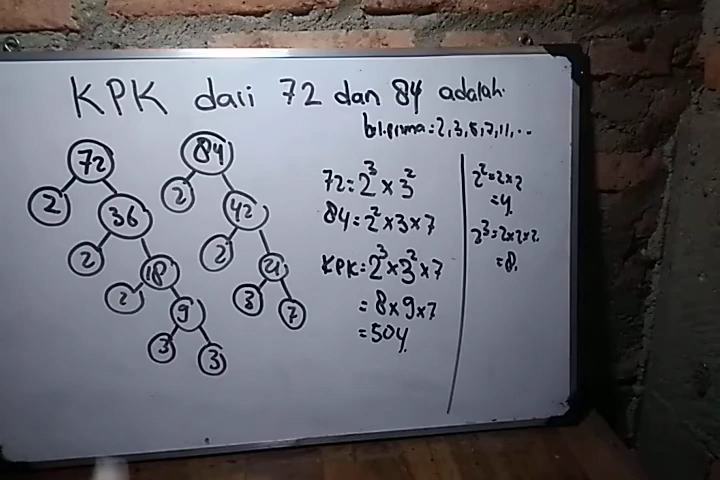 KPK dari 72 dan 84 adalah.
bil.prima = 2, 3, 5, 7, 11, ...
72
2
36
2
18
2
9
3
3
84
2
42
2
21
3
7
72 = 2³ × 3²
84 = 2² × 3 × 7
KPK = 2³ × 3² × 7
= 8 × 9 × 7
= 504
2² = 2 × 2
= 4
2³ = 2 × 2 × 2
= 8